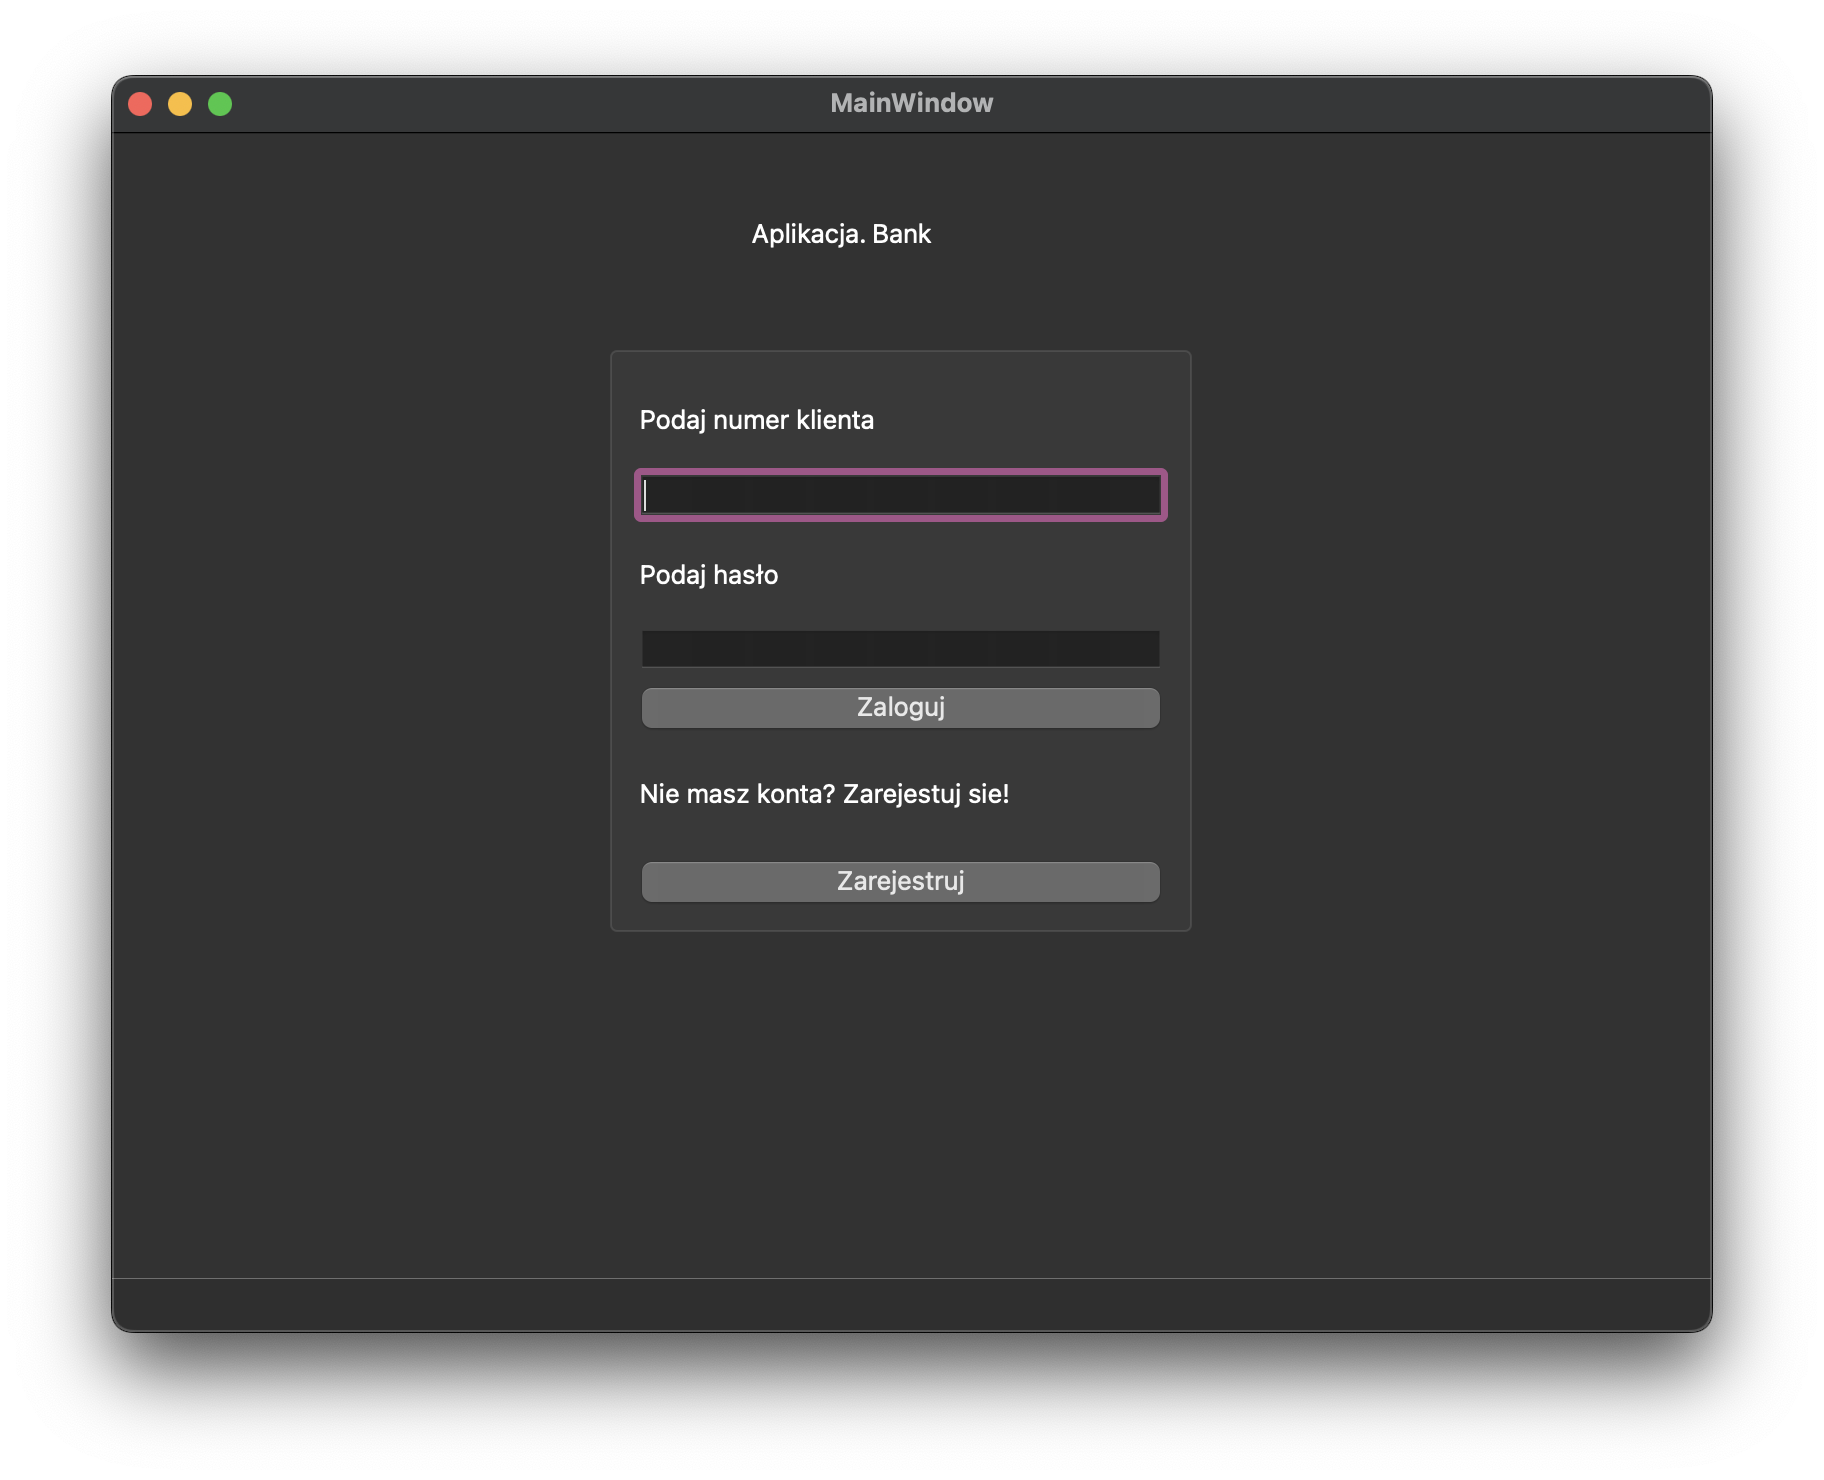 MainWindow
Aplikacja. Bank
Podaj numer klienta
Podaj hasło
Zaloguj
Nie masz konta? Zarejestuj sie!
Zarejestruj